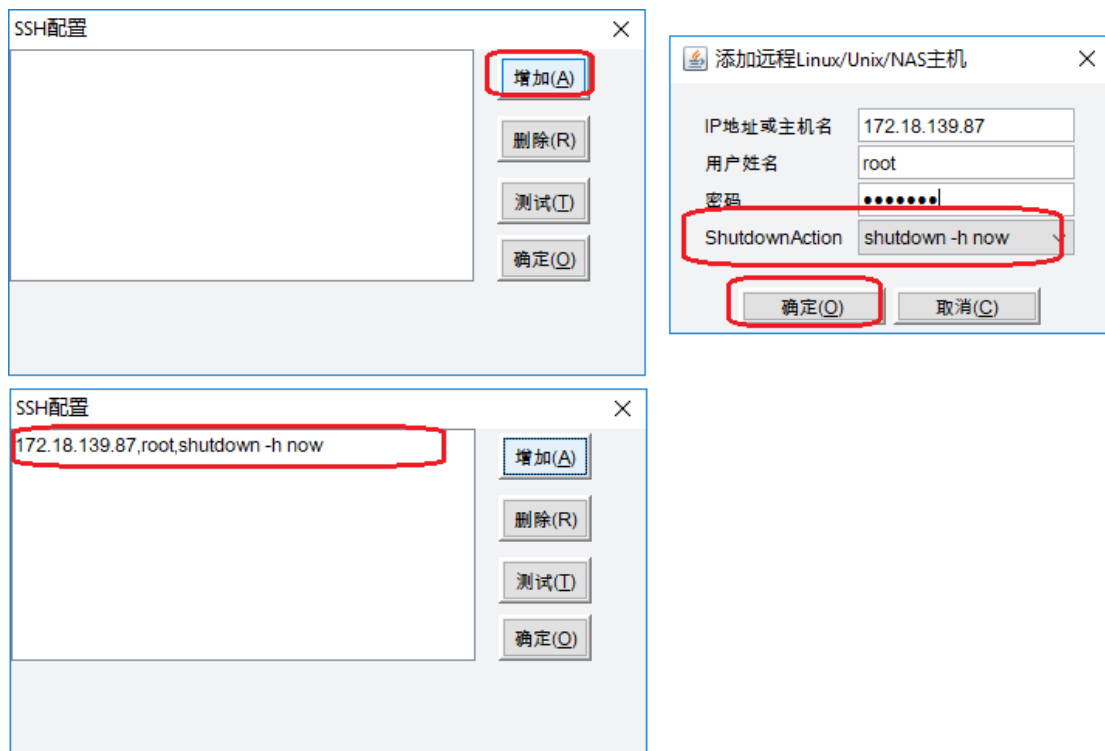 SSH配置
增加(A)
删除(R)
测试(T)
确定(O)
添加远程Linux/Unix/NAS主机
IP地址或主机名 172.18.139.87
用户姓名 root
密码 ●●●●●●●
ShutdownAction shutdown -h now
确定(O) 取消(C)
SSH配置
172.18.139.87,root,shutdown -h now
增加(A)
删除(R)
测试(T)
确定(O)